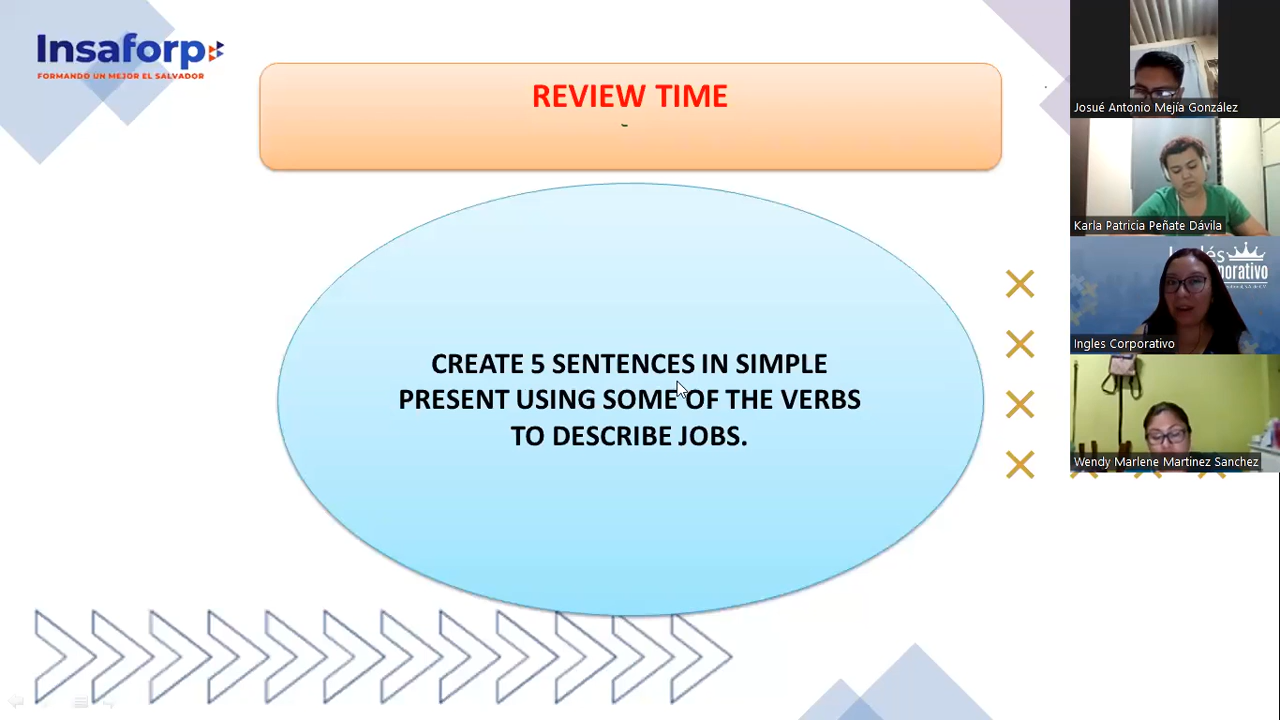 Insaforp
FORMANDO UN MEJOR EL SALVADOR
REVIEW TIME
CREATE 5 SENTENCES IN SIMPLE
PRESENT USING SOME OF THE VERBS
TO DESCRIBE JOBS.
Josué Antonio Mejía González
Karla Patricia Peñate Dávila
Ingles Corporativo
Wendy Marlene Martinez Sanchez